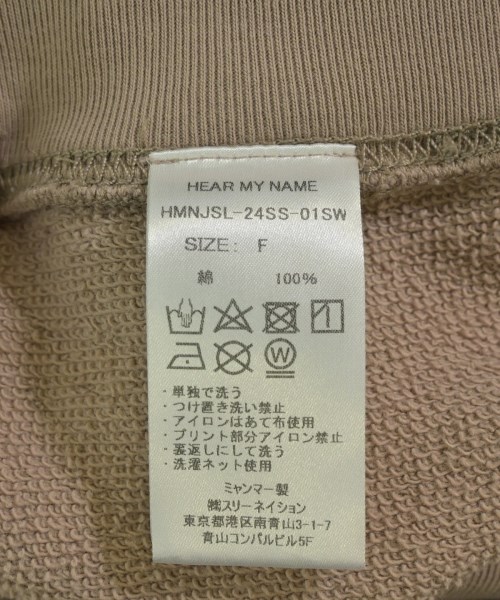 HEAR MY NAME
HMNJSL-24SS-01SW
SIZE: F
綿 100%
W
・単独で洗う
・つけ置き洗い禁止
・アイロンはあて布使用
・プリント部分アイロン禁止
・裏返しにして洗う
・洗濯ネット使用
ミャンマー製
㈱スリーネイション
東京都港区南青山3-1-7
青山コンパルビル5F